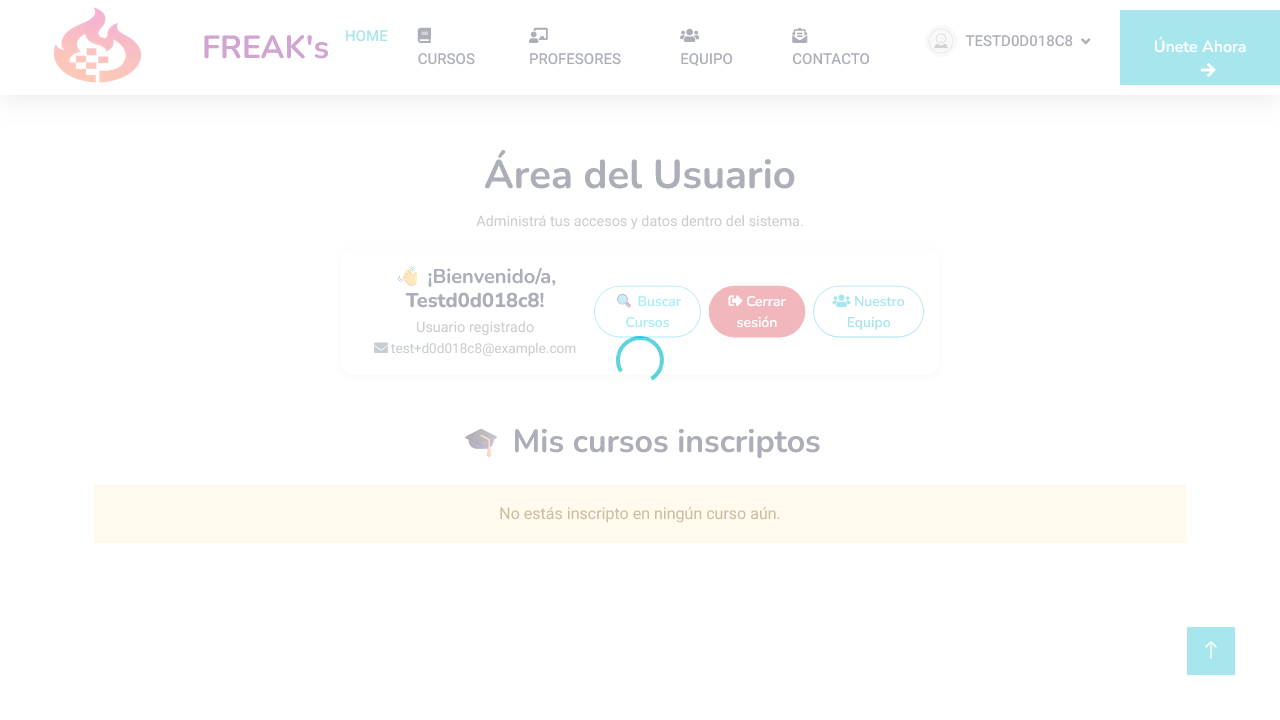 FREAK's
HOME
CURSOS
PROFESORES
EQUIPO
CONTACTO
TESTD0D018C8
Únete Ahora
Área del Usuario
Administrá tus accesos y datos dentro del sistema.
👋 ¡Bienvenido/a,
Testd0d018c8!
Usuario registrado
test+d0d018c8@example.com
🔍 Buscar
Cursos
Cerrar
sesión
Nuestro
Equipo
🎓 Mis cursos inscriptos
No estás inscripto en ningún curso aún.